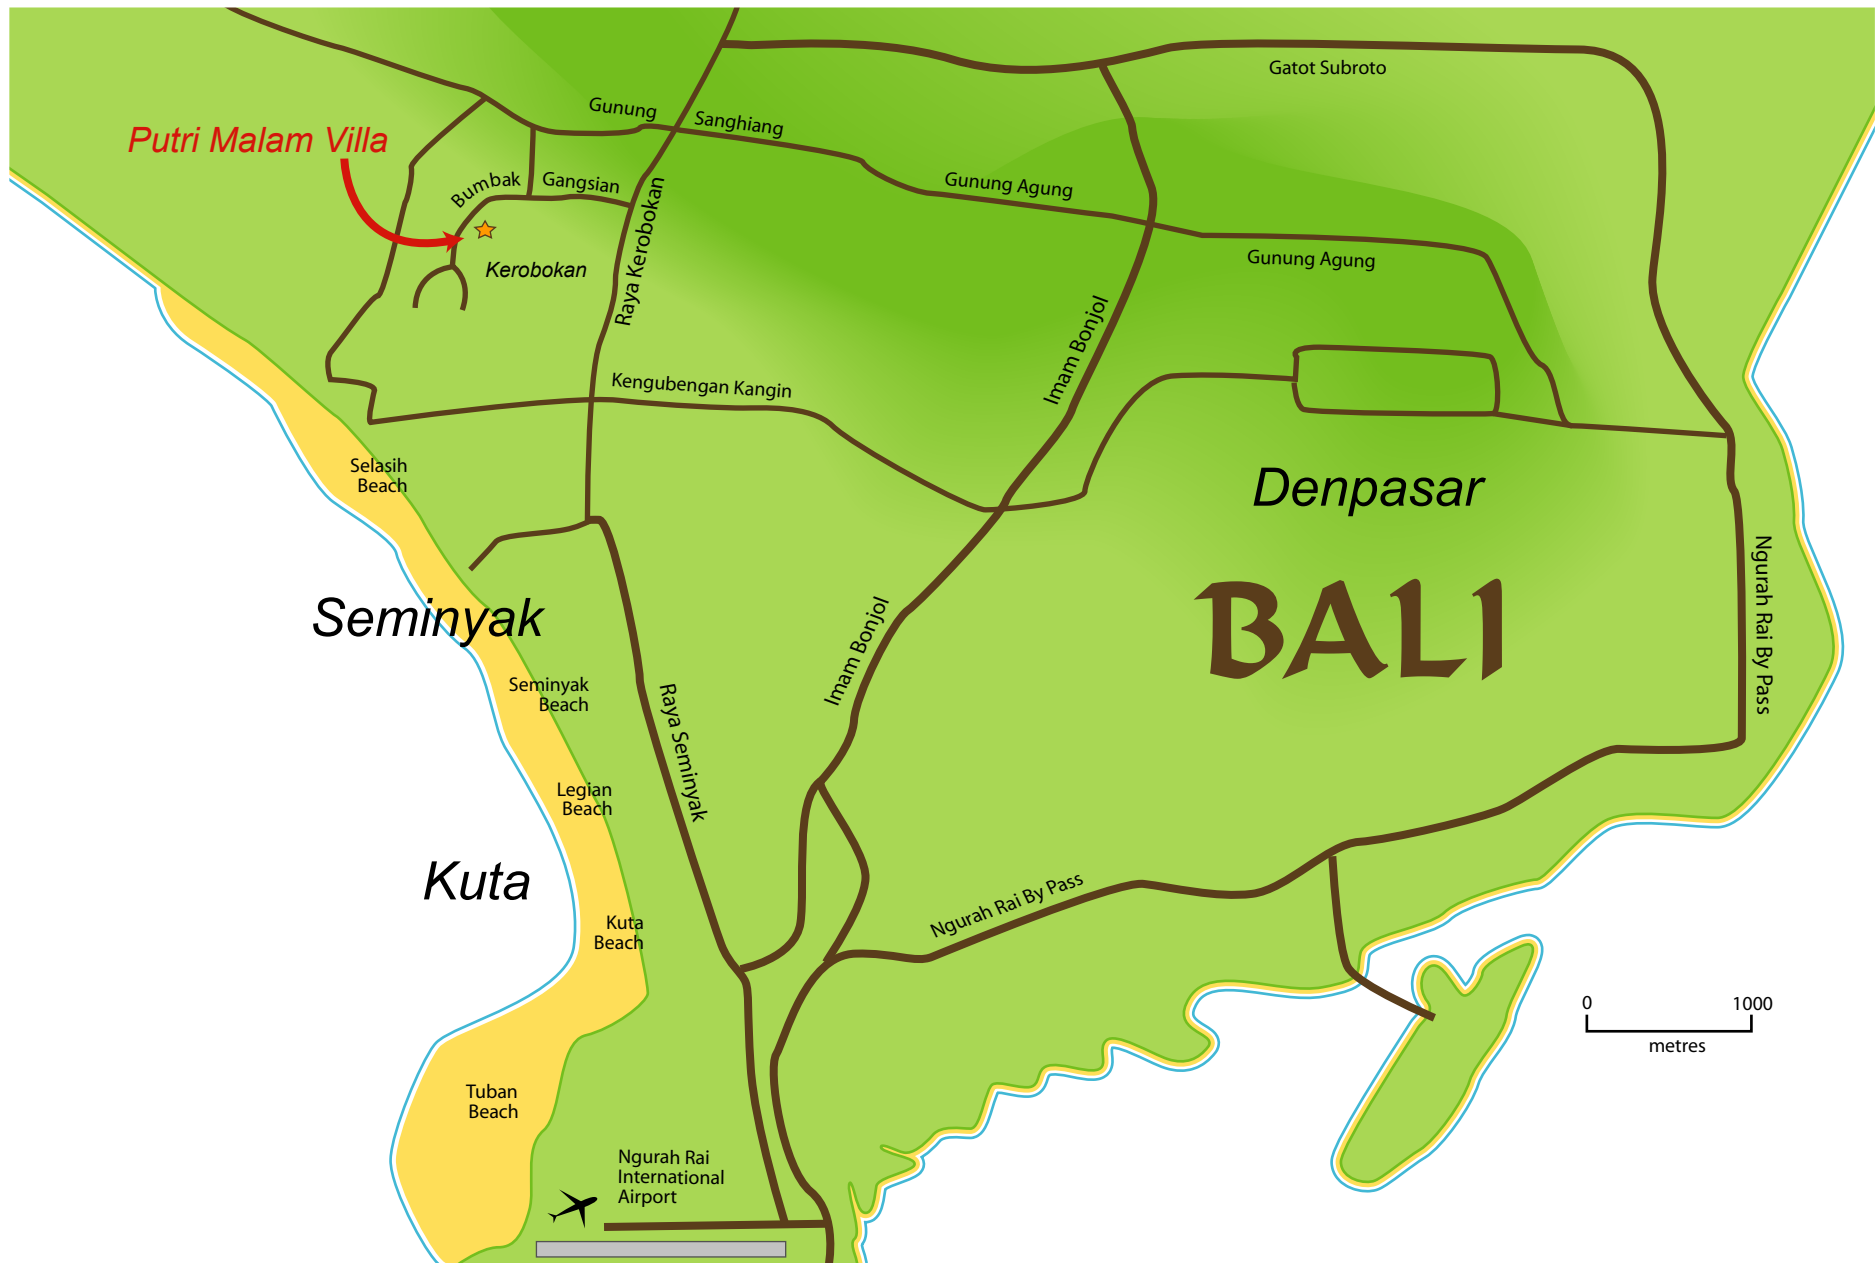 Gatot Subroto
Gunung
Sanghiang
Putri Malam Villa
Bumbak
Gangsian
Gunung Agung
Raya Kerobokan
Gunung Agung
Kerobokan
Imam Bonjol
Kengubengan Kangin
Selasih
Beach
Denpasar
Ngurah Rai By Pass
BALI
Seminyak
Imam Bonjol
Seminyak
Beach
Raya Seminyak
Legian
Beach
Kuta
Ngurah Rai By Pass
Kuta
Beach
0 1000
metres
Tuban
Beach
Ngurah Rai
International
Airport